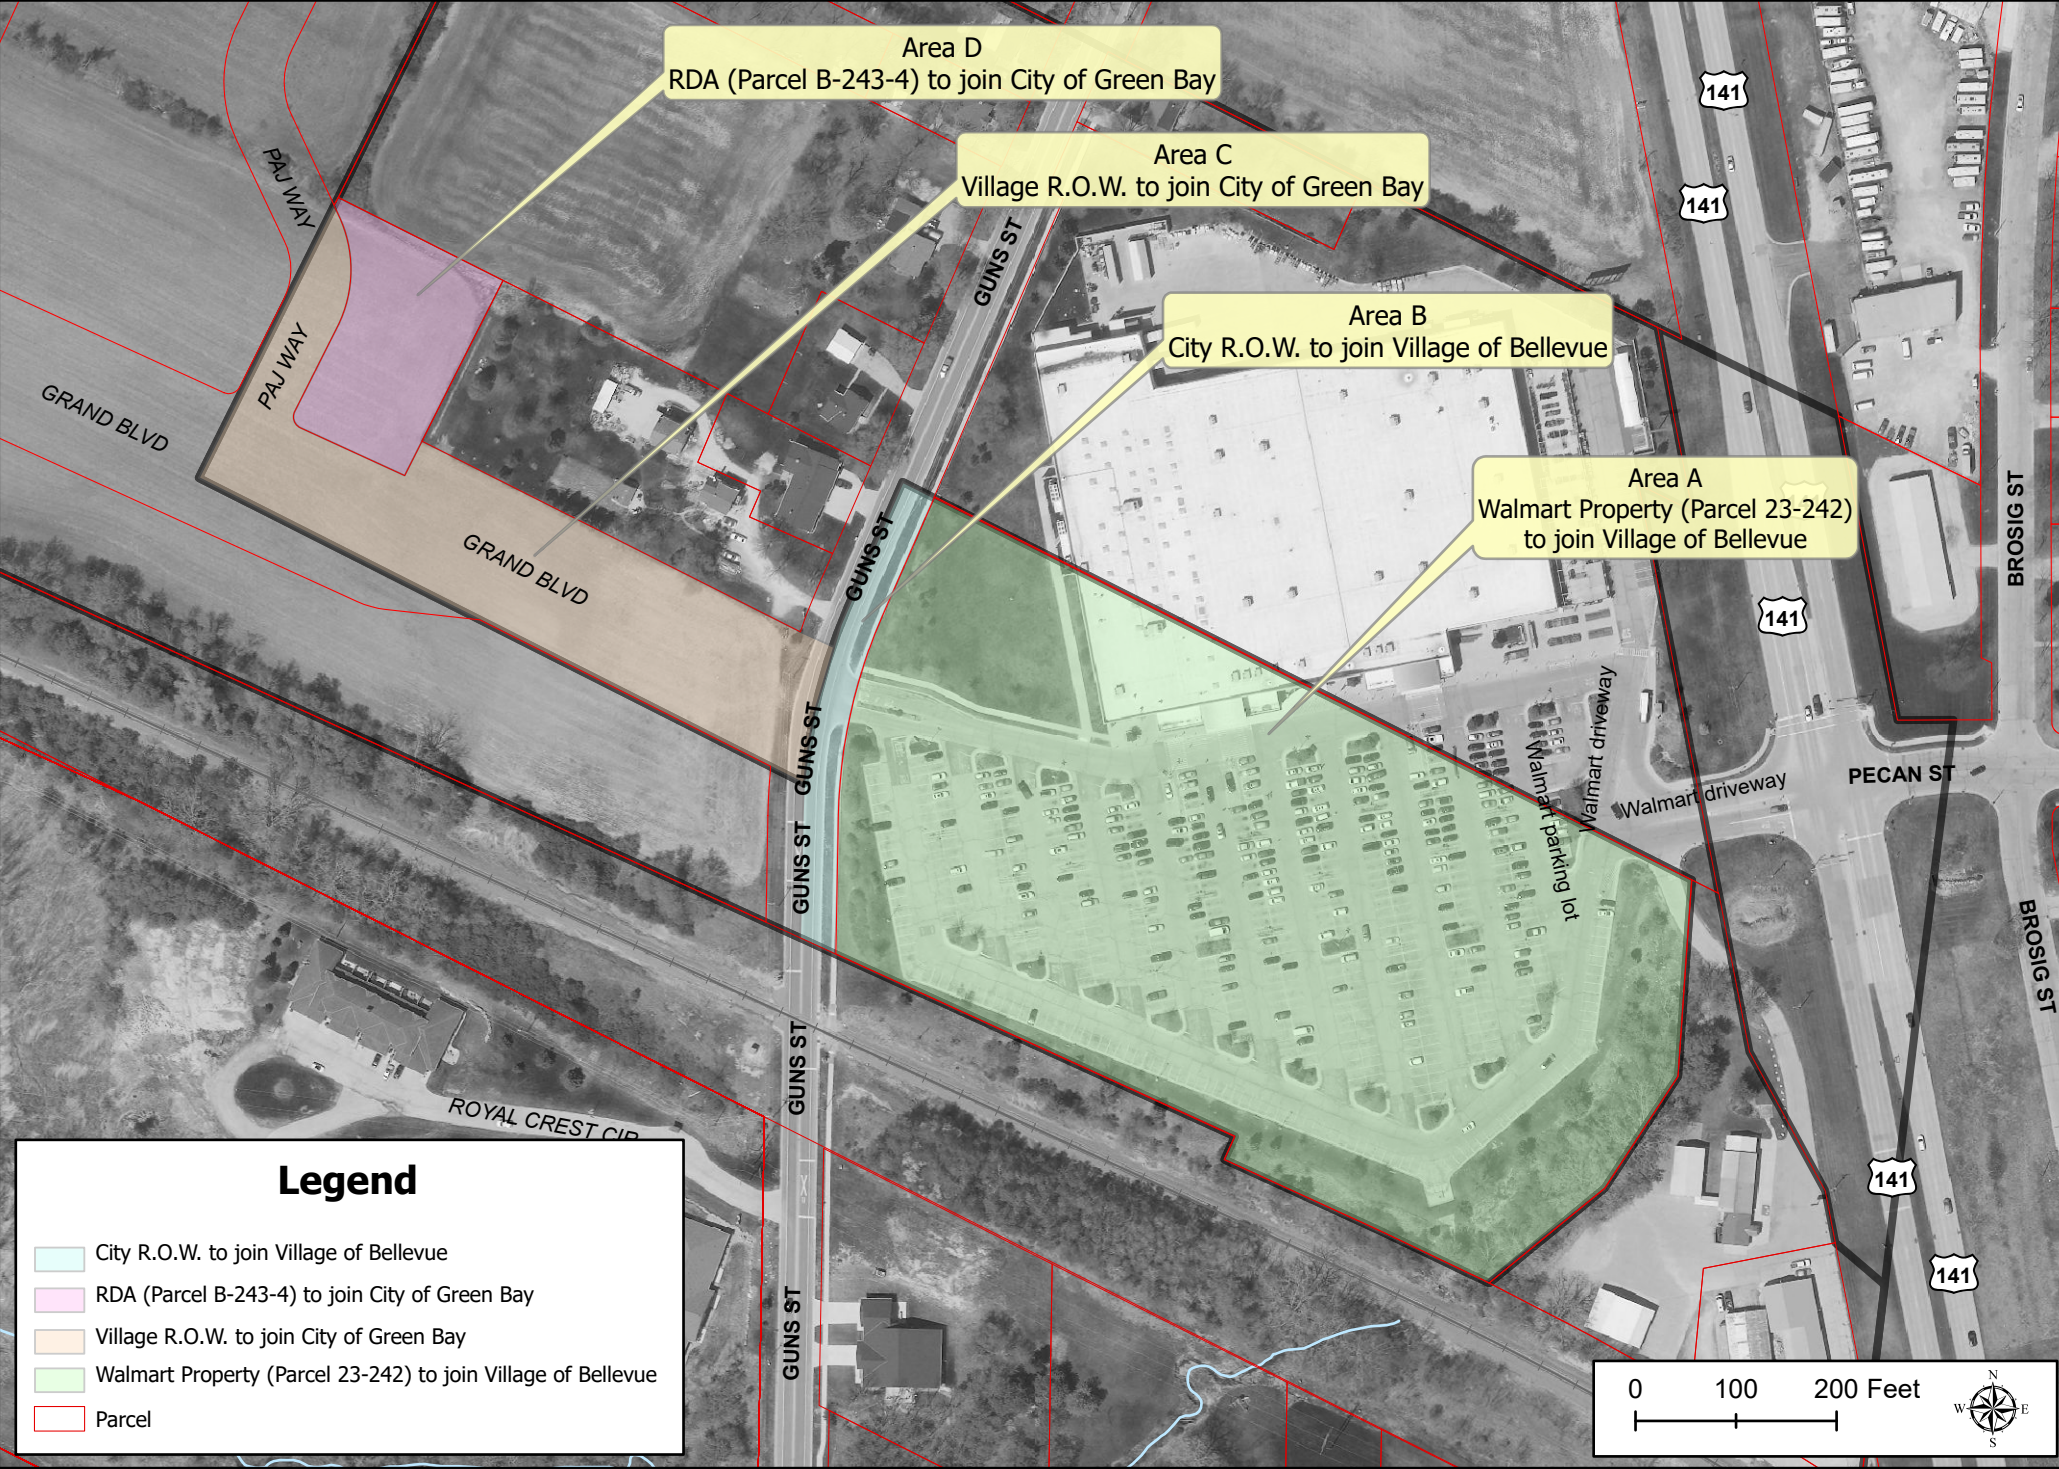 Area D
RDA (Parcel B-243-4) to join City of Green Bay
Area C
Village R.O.W. to join City of Green Bay
Area B
City R.O.W. to join Village of Bellevue
Area A
Walmart Property (Parcel 23-242)
to join Village of Bellevue
141
141
141
141
141
PAJ WAY
PAJ WAY
GRAND BLVD
GRAND BLVD
GUNS ST
GUNS ST
GUNS ST
GUNS ST
GUNS ST
GUNS ST
BROSIG ST
BROSIG ST
PECAN ST
Walmart driveway
Walmart driveway
Walmart parking lot
ROYAL CREST CIR
Legend
City R.O.W. to join Village of Bellevue
RDA (Parcel B-243-4) to join City of Green Bay
Village R.O.W. to join City of Green Bay
Walmart Property (Parcel 23-242) to join Village of Bellevue
Parcel
0 100 200 Feet
N
W E
S